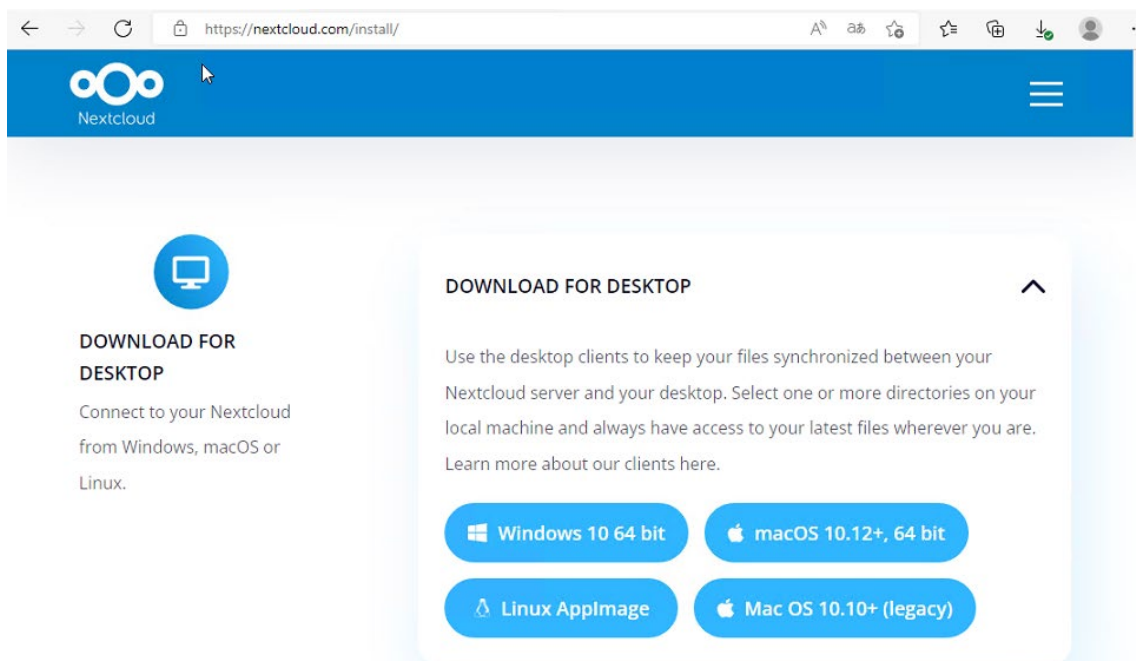 https://nextcloud.com/install/
Nextcloud
DOWNLOAD FOR
DESKTOP
Connect to your Nextcloud
from Windows, macOS or
Linux.
DOWNLOAD FOR DESKTOP
Use the desktop clients to keep your files synchronized between your
Nextcloud server and your desktop. Select one or more directories on your
local machine and always have access to your latest files wherever you are.
Learn more about our clients here.
Windows 10 64 bit
macOS 10.12+, 64 bit
Linux AppImage
Mac OS 10.10+ (legacy)